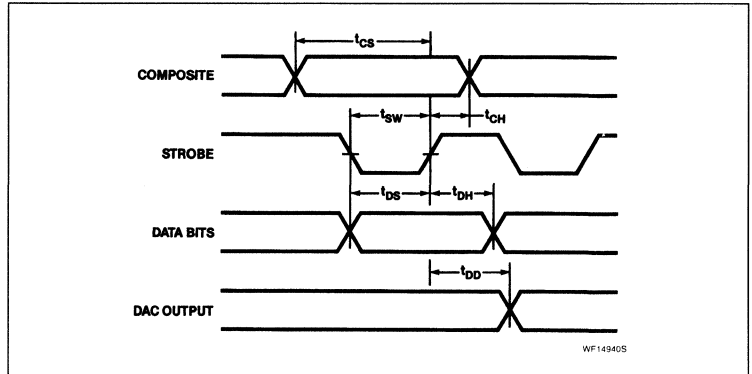 tCS
COMPOSITE
tSW
tCH
STROBE
tDS
tDH
DATA BITS
tDD
DAC OUTPUT
WF14940S